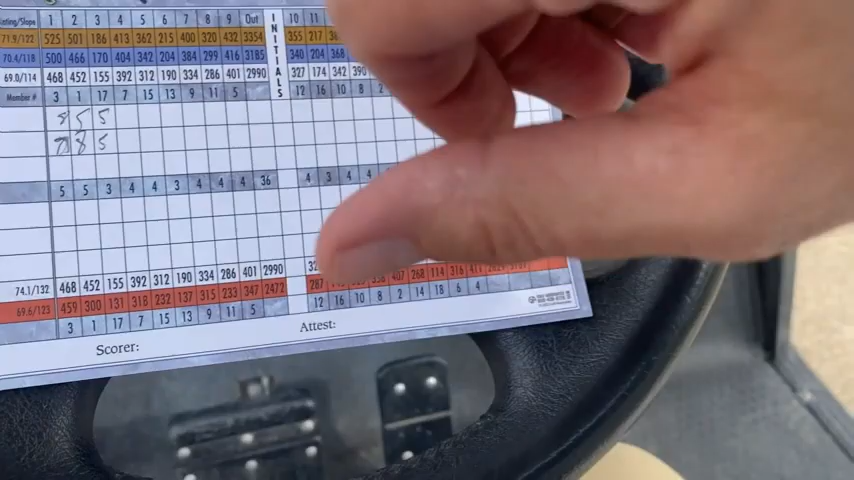 Rating/Slope 1 2 3 4 5 6 7 8 9 Out INITIALS 10 11
71.9/122 525 501 186 413 362 215 400 320 432 3354 355 217
70.4/118 500 466 170 404 342 204 384 299 416 3185 340 204 368
69.0/114 468 452 155 392 312 190 334 286 401 2990 327 174 342 390
Member # 3 1 17 7 15 13 9 11 5 12 16 10 8 2
8 5 5
7 8 5
5 5 3 4 4 3 4 4 4 36 4 3 4 4
74.1/132 468 452 155 392 312 190 334 286 401 2990
69.6/123 459 300 131 318 232 137 315 233 347 2472 287 407 268 114 316 411
3 1 17 7 15 13 9 11 5 12 16 10 8 2 14 18 6 4
Scorer: Attest: